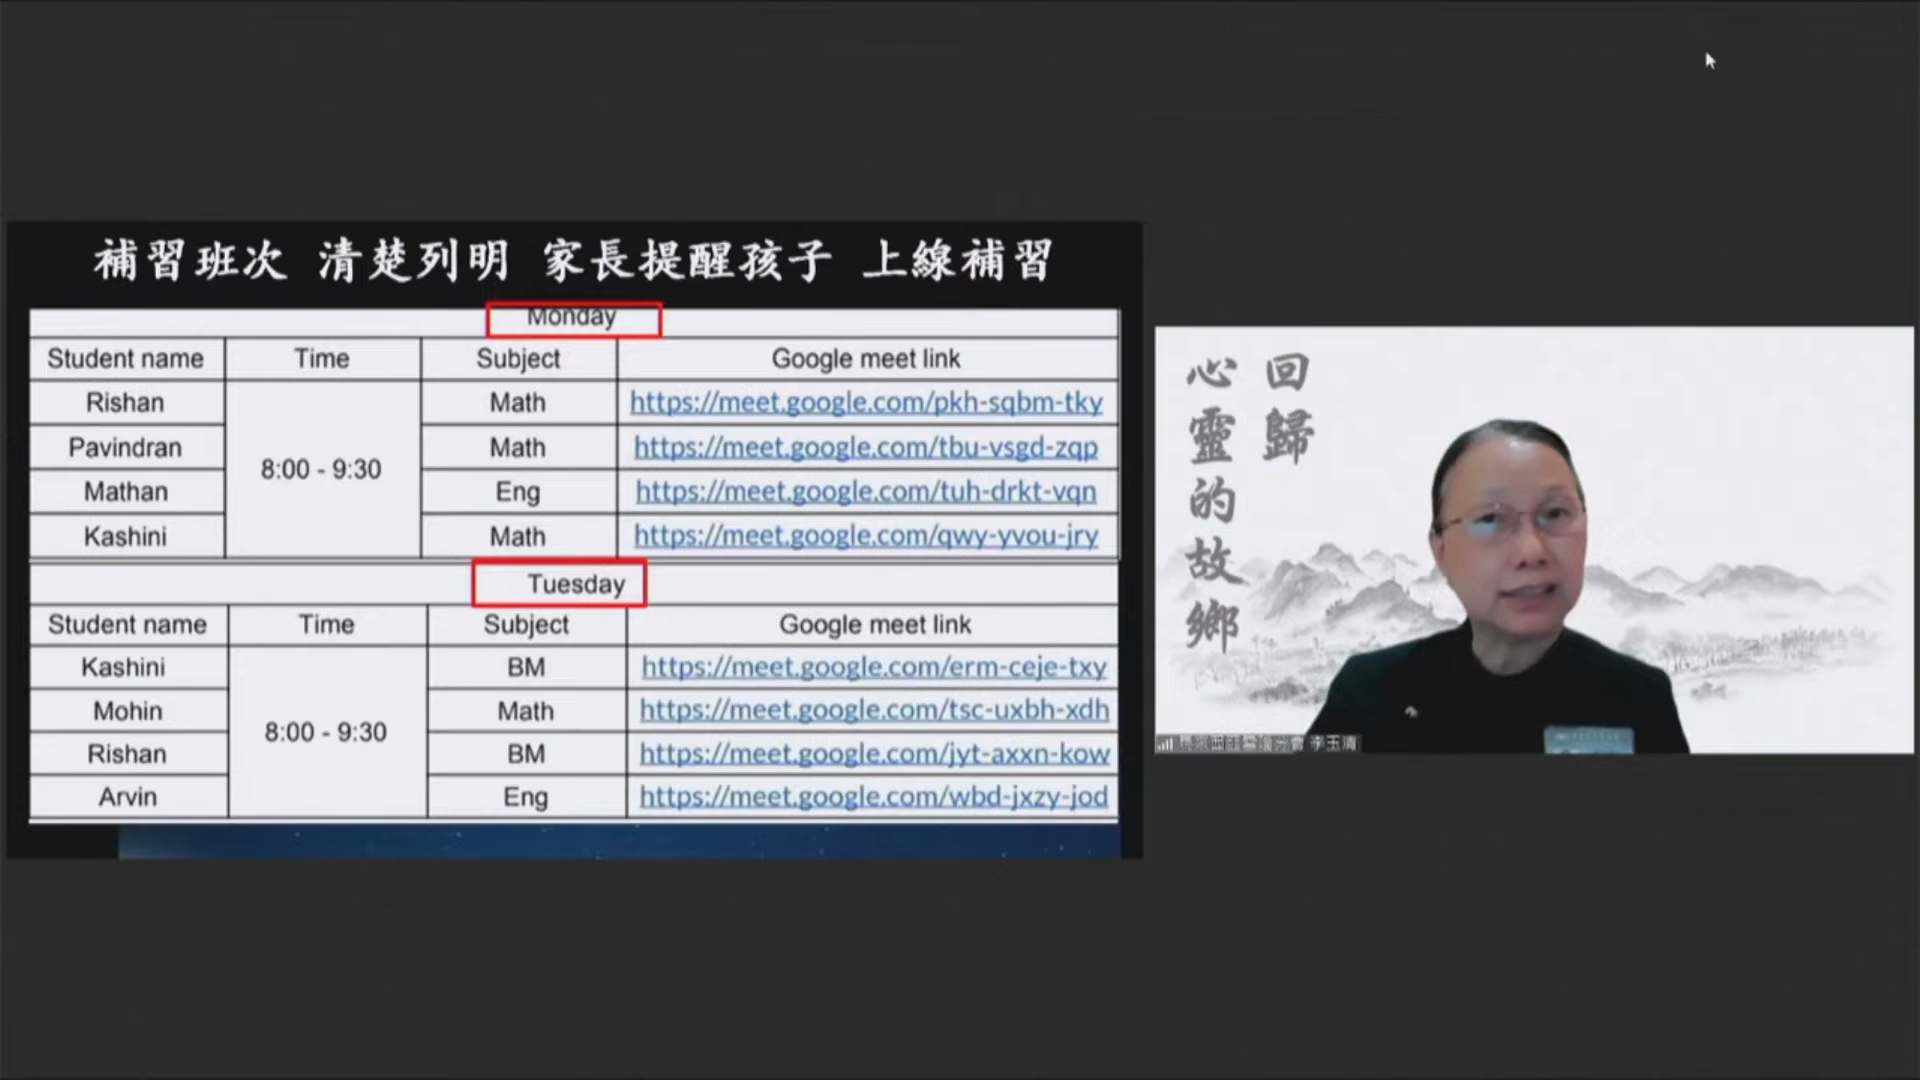 補習班次 清楚列明 家長提醒孩子 上線補習
Monday
Student name Time Subject Google meet link
Rishan Math https://meet.google.com/pkh-sqbm-tky
Pavindran Math https://meet.google.com/tbu-vsgd-zqp
8:00 - 9:30
Mathan Eng https://meet.google.com/tuh-drkt-vqn
Kashini Math https://meet.google.com/qwy-yvou-jry
Tuesday
Student name Time Subject Google meet link
Kashini BM https://meet.google.com/erm-ceje-txy
Mohin Math https://meet.google.com/tsc-uxbh-xdh
8:00 - 9:30
Rishan BM https://meet.google.com/jyt-axxn-kow
Arvin Eng https://meet.google.com/wbd-jxzy-jod
回歸
心靈的故鄉
李玉清